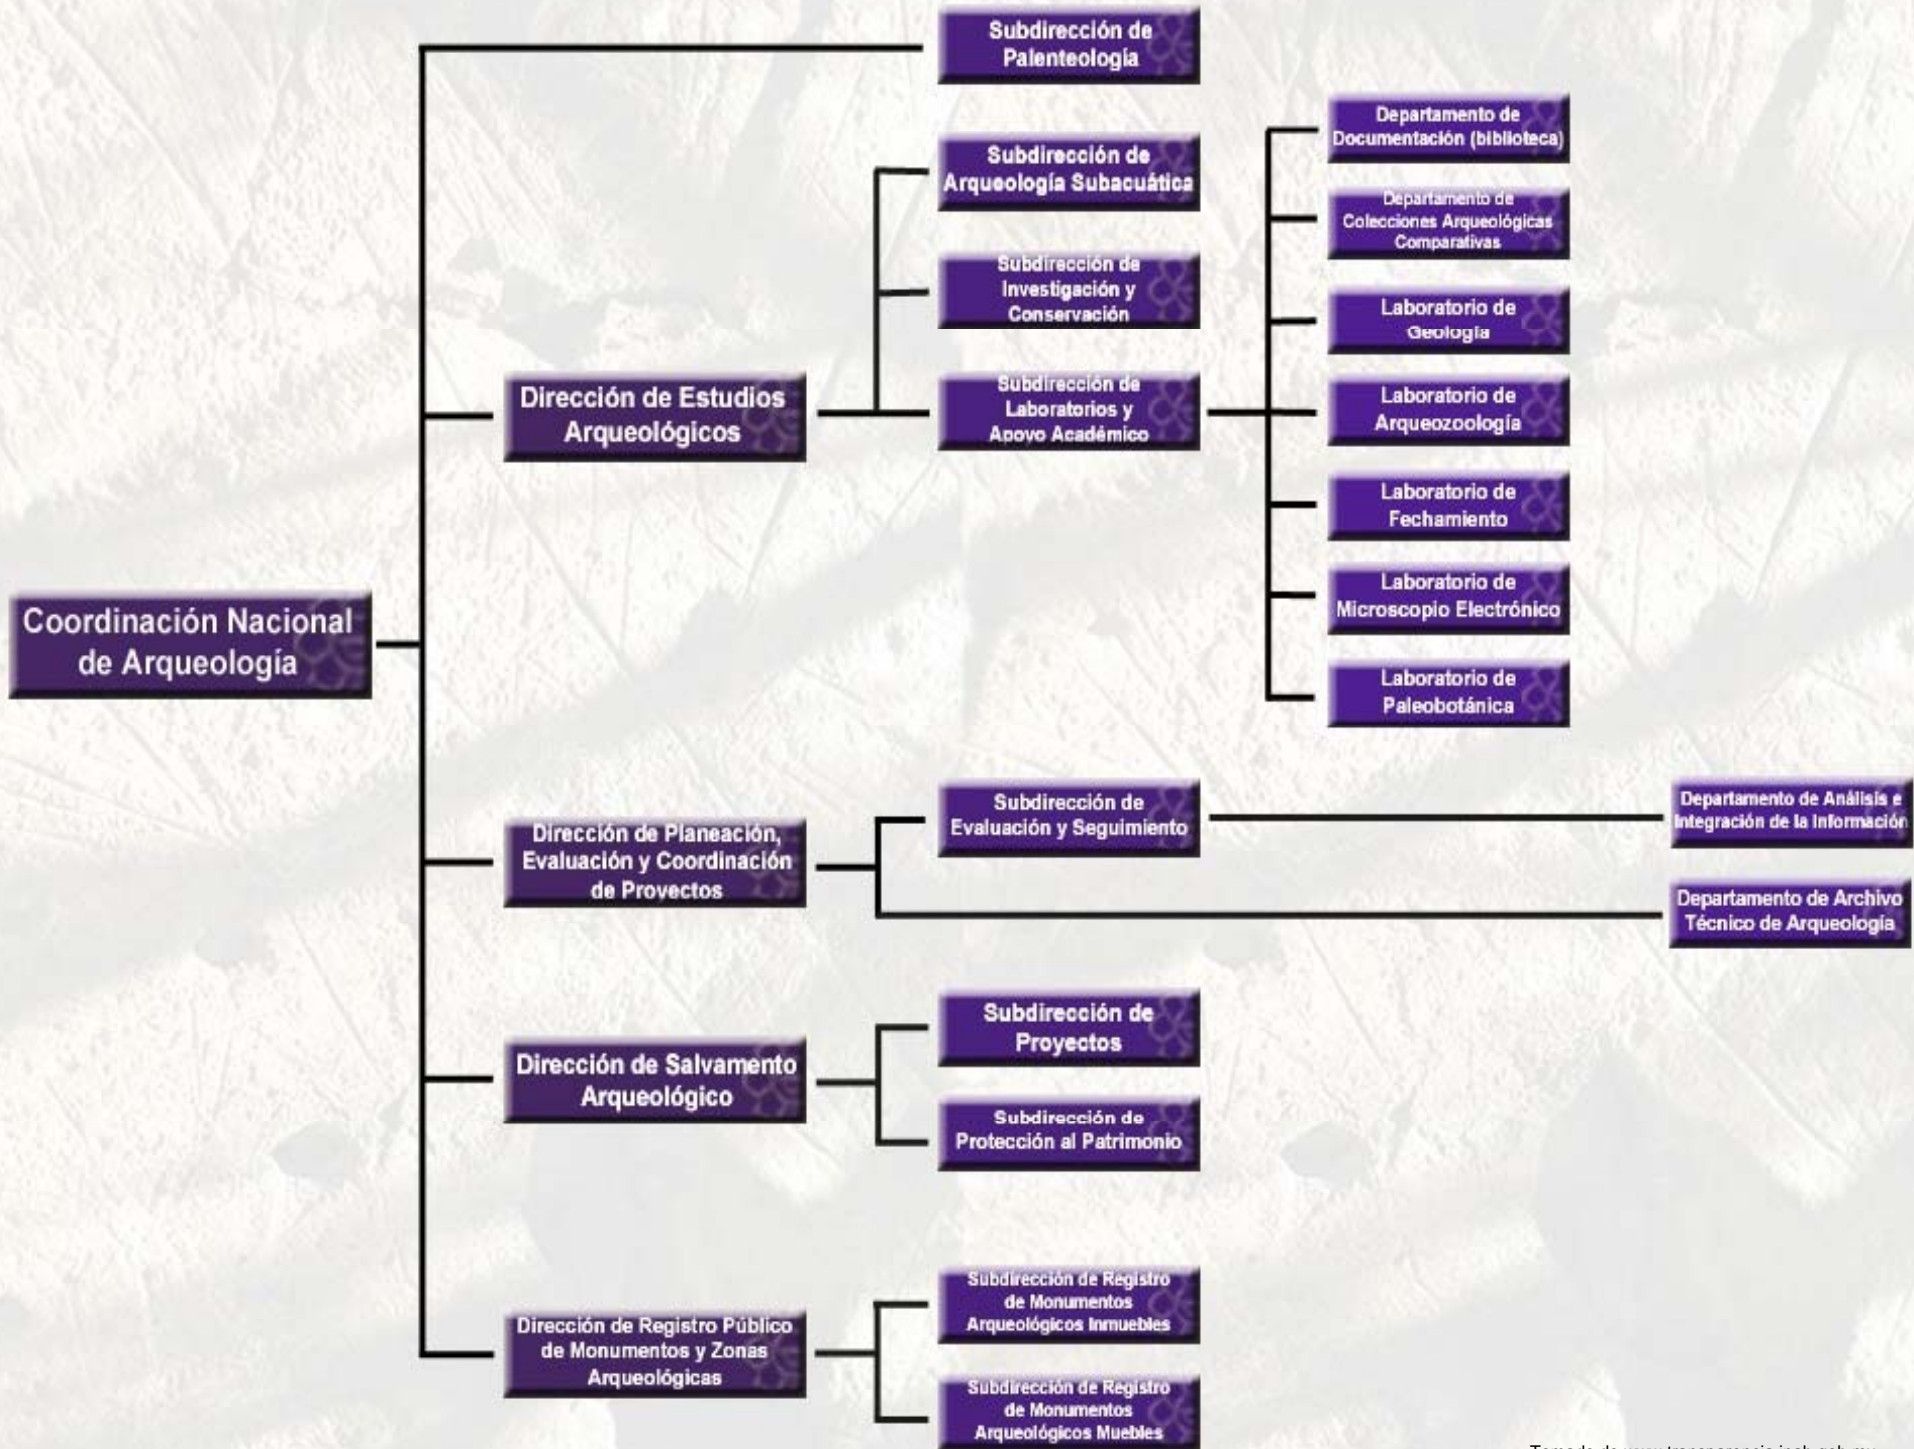 Subdirección de
Palenteología
Subdirección de
Arqueología Subacuática
Subdirección de
Investigación y
Conservación
Subdirección de
Laboratorios y
Apoyo Académico
Departamento de
Documentación (biblioteca)
Departamento de
Colecciones Arqueológicas
Comparativas
Laboratorio de
Geología
Laboratorio de
Arqueozoología
Laboratorio de
Fechamiento
Laboratorio de
Microscopio Electrónico
Laboratorio de
Paleobotánica
Dirección de Estudios
Arqueológicos
Coordinación Nacional
de Arqueología
Dirección de Planeación,
Evaluación y Coordinación
de Proyectos
Subdirección de
Evaluación y Seguimiento
Departamento de Análisis e
Integración de la Información
Departamento de Archivo
Técnico de Arqueología
Dirección de Salvamento
Arqueológico
Subdirección de
Proyectos
Subdirección de
Protección al Patrimonio
Dirección de Registro Público
de Monumentos y Zonas
Arqueológicas
Subdirección de Registro
de Monumentos
Arqueológicos Inmuebles
Subdirección de Registro
de Monumentos
Arqueológicos Muebles